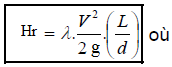 Hr = λ. V² / 2 g . (L / d) où